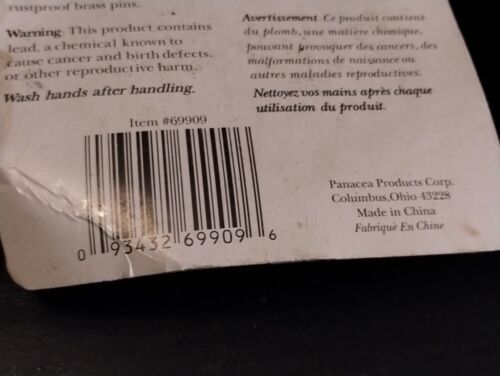 rustproof brass pins.
Warning: This product contains
lead, a chemical known to
cause cancer and birth defects,
or other reproductive harm.
Wash hands after handling.
Item #69909
0 93432 69909 6
Avertissement: Ce produit contient
du plomb, une matière chimique,
pouvant provoquer des cancers, des
malformations de naissance ou
autres maladies reproductives.
Nettoyez vos mains après chaque
utilisation du produit.
Panacea Products Corp.
Columbus,Ohio 43228
Made in China
Fabriquè En Chine